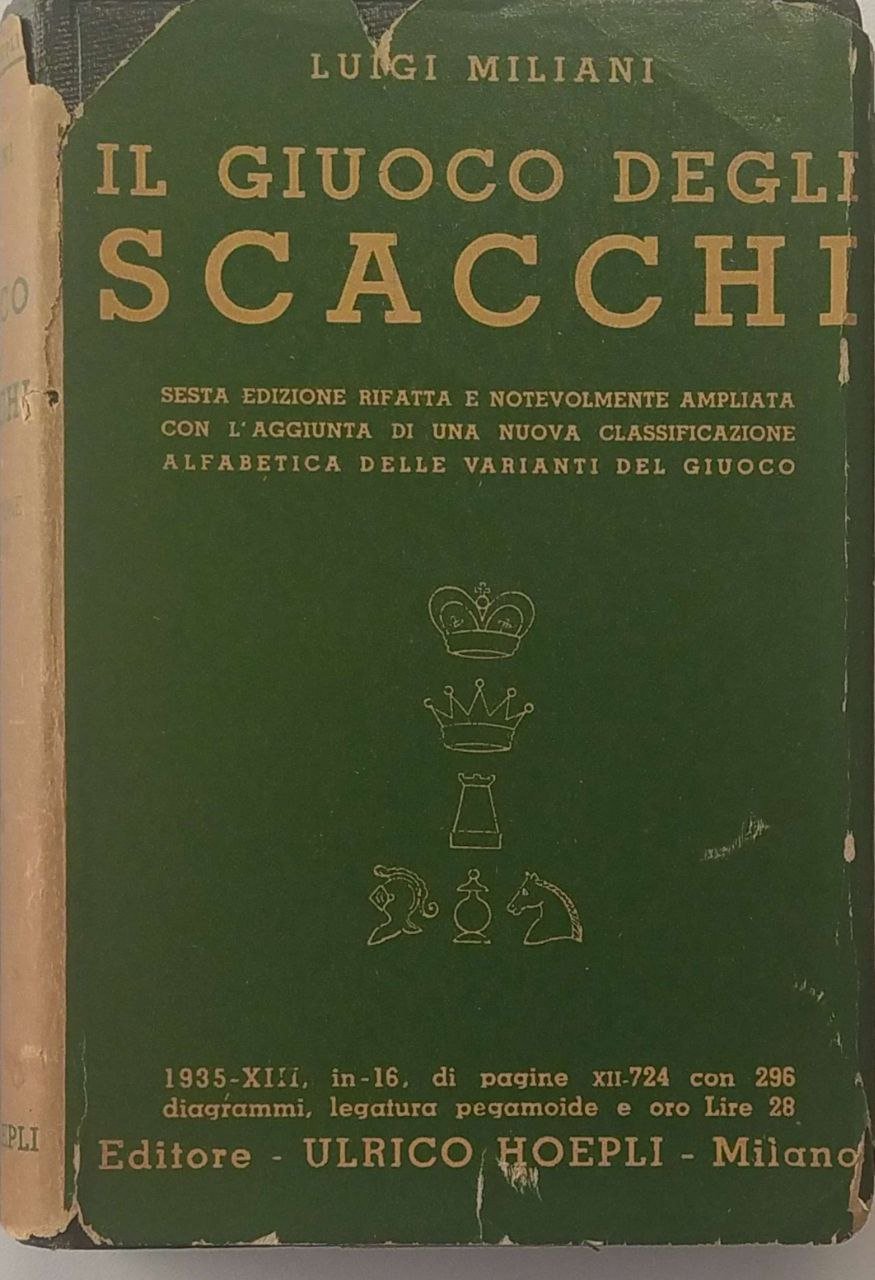 LUIGI MILIANI
IL GIUOCO DEGLI
SCACCHI
SESTA EDIZIONE RIFATTA E NOTEVOLMENTE AMPLIATA
CON L'AGGIUNTA DI UNA NUOVA CLASSIFICAZIONE
ALFABETICA DELLE VARIANTI DEL GIUOCO
1935-XIII, in-16, di pagine XII-724 con 296
diagrammi, legatura pegamoide e oro Lire 28
Editore - ULRICO HOEPLI - Milano